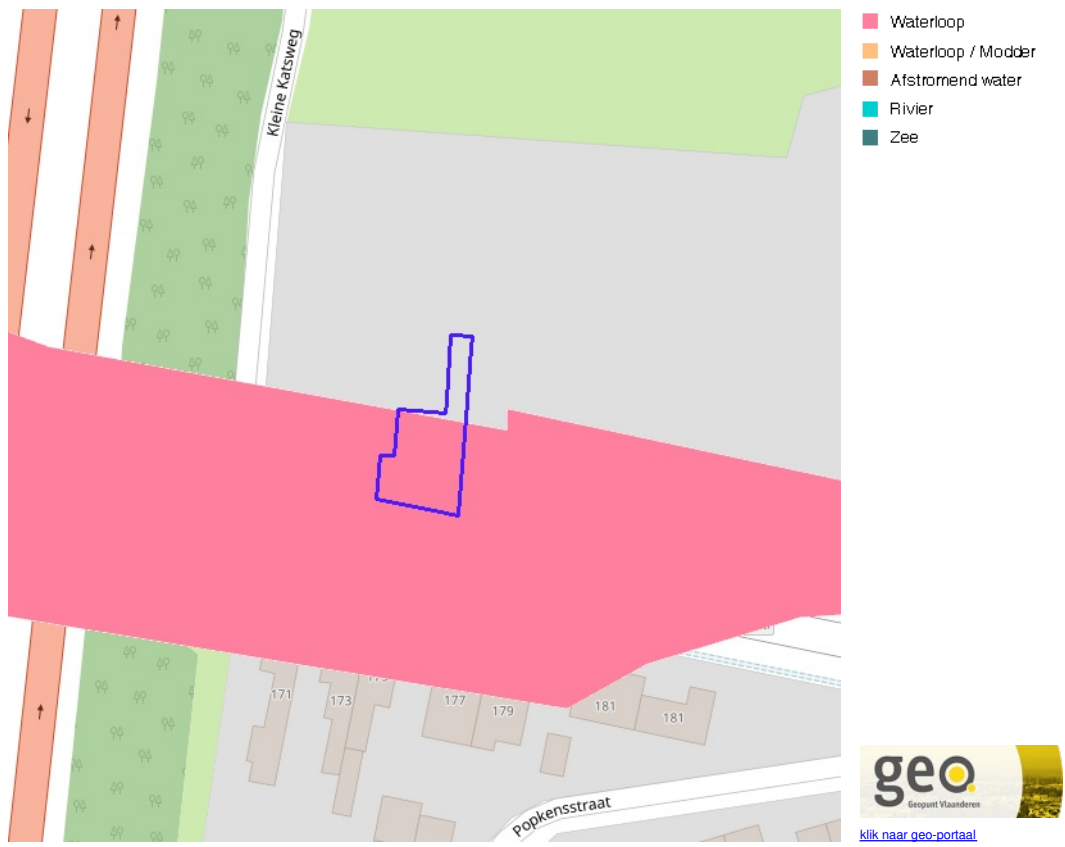 Kleine Katsweg
171
173
177
179
181
181
Popkensstraat
Waterloop
Waterloop / Modder
Afstromend water
Rivier
Zee
geo
Geopunt Vlaanderen
klik naar geo-portaal